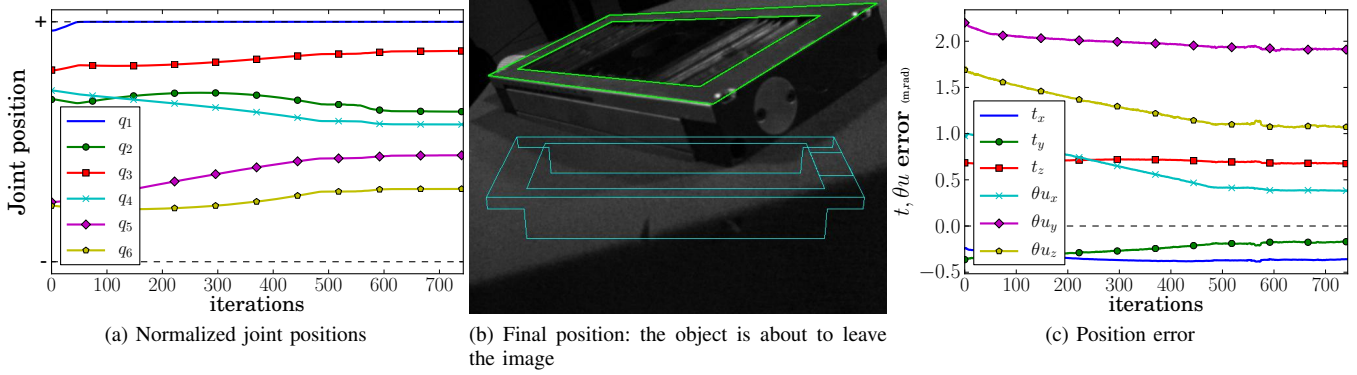 +
-
Joint position
q1
q2
q3
q4
q5
q6
0 100 200 300 400 500 600 700
iterations
(a) Normalized joint positions
(b) Final position: the object is about to leave
the image
2.0
1.5
1.0
0.5
0.0
−0.5
t, θu error (m,rad)
tx
ty
tz
θux
θuy
θuz
0 100 200 300 400 500 600 700
iterations
(c) Position error